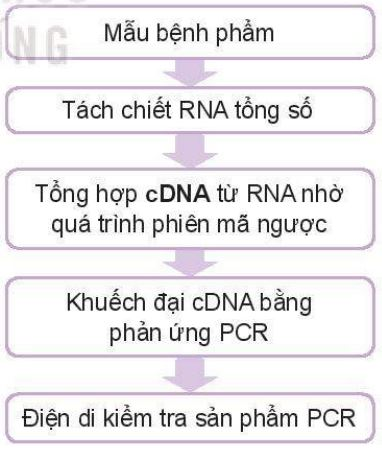 Mẫu bệnh phẩm
Tách chiết RNA tổng số
Tổng hợp cDNA từ RNA nhờ
quá trình phiên mã ngược
Khuếch đại cDNA bằng
phản ứng PCR
Điện di kiểm tra sản phẩm PCR